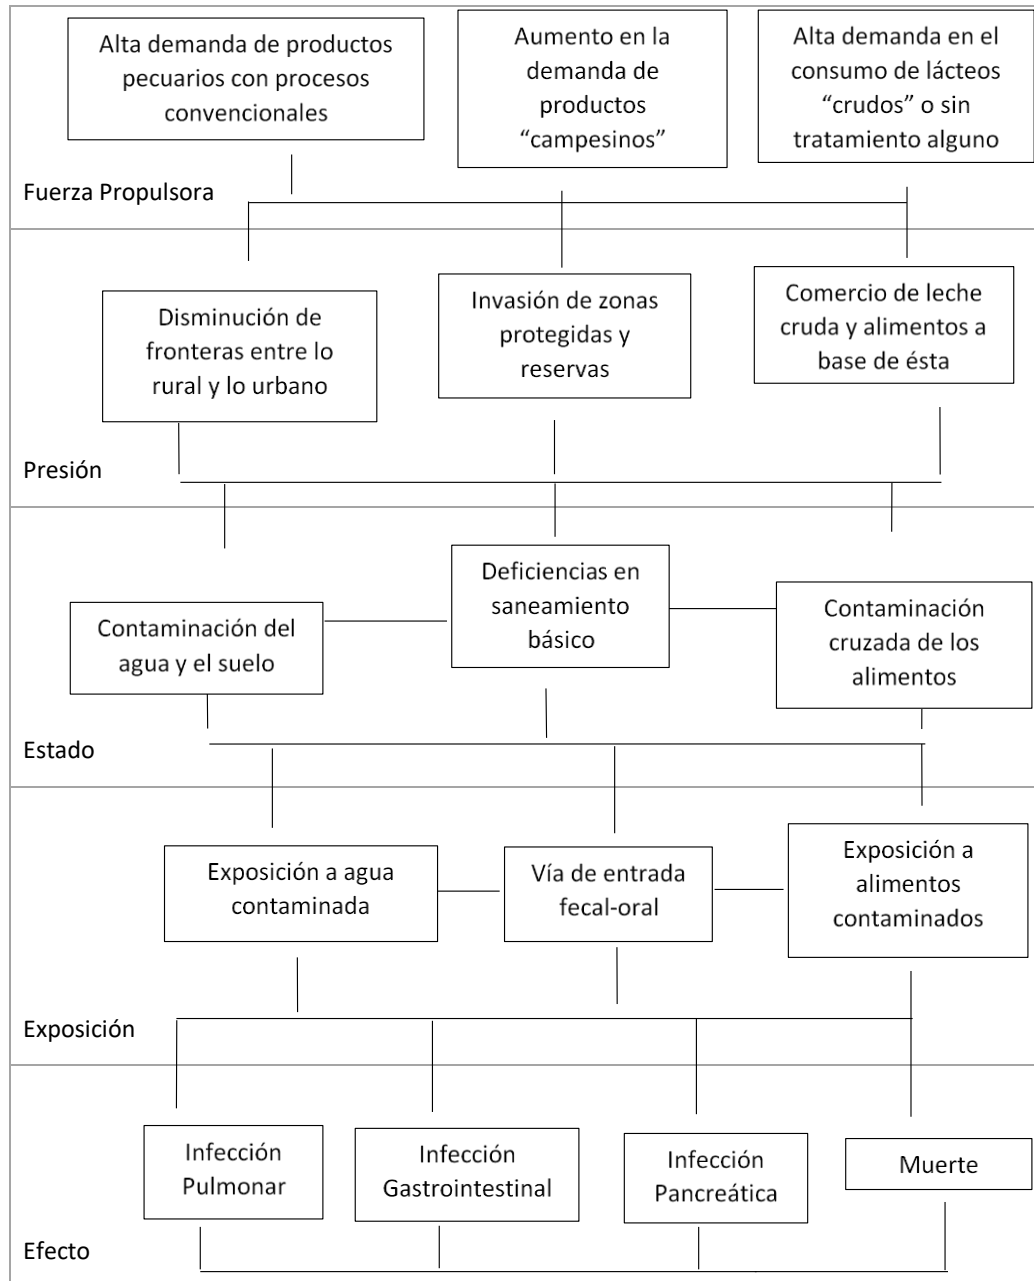 Alta demanda de productos
pecuarios con procesos
convencionales
Aumento en la
demanda de
productos
“campesinos”
Alta demanda en el
consumo de lácteos
“crudos” o sin
tratamiento alguno
Fuerza Propulsora
Disminución de
fronteras entre lo
rural y lo urbano
Invasión de zonas
protegidas y
reservas
Comercio de leche
cruda y alimentos a
base de ésta
Presión
Contaminación del
agua y el suelo
Deficiencias en
saneamiento
básico
Contaminación
cruzada de los
alimentos
Estado
Exposición a agua
contaminada
Vía de entrada
fecal-oral
Exposición a
alimentos
contaminados
Exposición
Infección
Pulmonar
Infección
Gastrointestinal
Infección
Pancreática
Muerte
Efecto